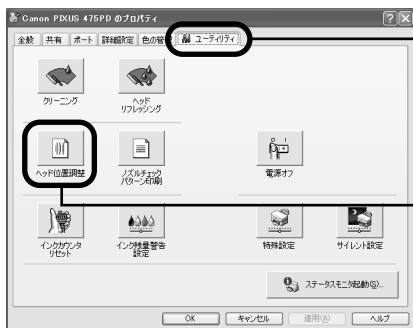 Canon PIXUS 475PD のプロパティ
全般 共有 ポート 詳細設定 色の管理 ユーティリティ
クリーニング
ヘッド
リフレッシング
ヘッド位置調整
ノズルチェック
パターン印刷
電源オフ
インクカウンタ
リセット
インク残量警告
設定
特殊設定
サイレント設定
ステータスモニタ起動(S)...
OK キャンセル 適用(A) ヘルプ